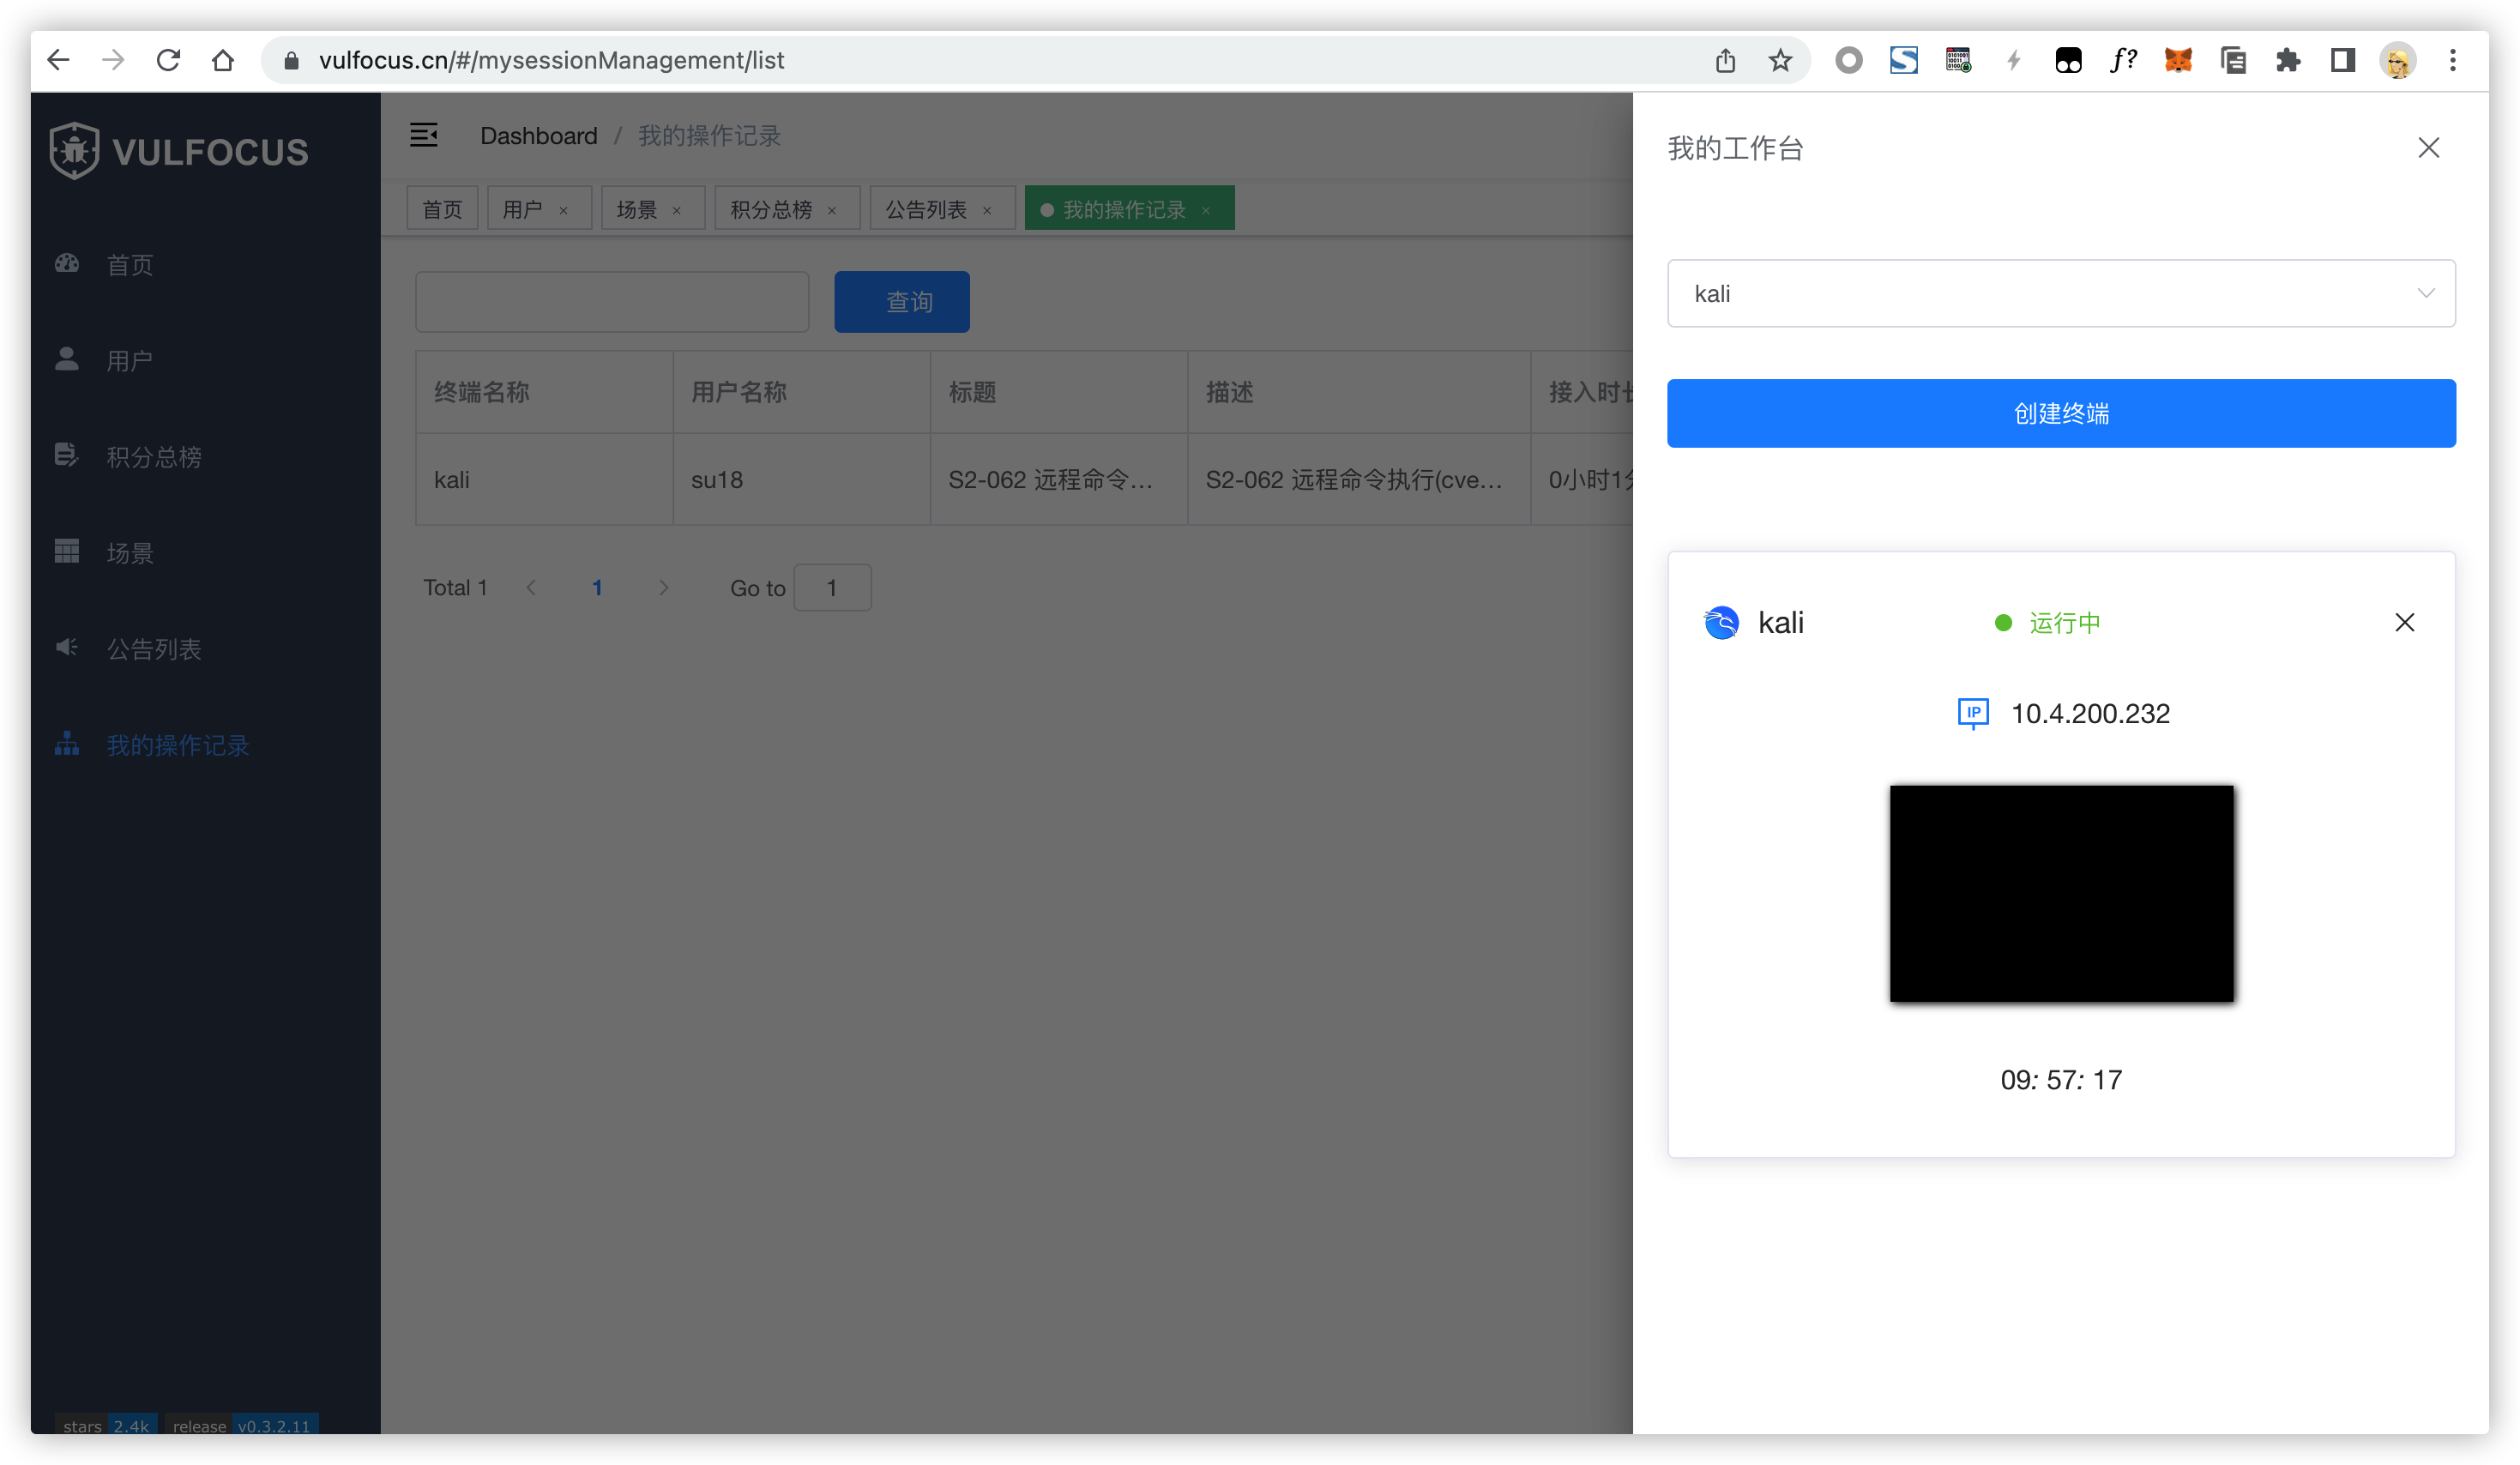 vulfocus.cn/#/mysessionManagement/list
VULFOCUS
首页
用户
积分总榜
场景
公告列表
我的操作记录
stars 2.4k release v0.3.2.11
Dashboard / 我的操作记录
首页 用户 × 场景 × 积分总榜 × 公告列表 × 我的操作记录 ×
查询
终端名称 用户名称 标题 描述 接入时
kali su18 S2-062 远程命令... S2-062 远程命令执行(cve... 0小时1
Total 1 < 1 > Go to 1
我的工作台
kali
创建终端
kali 运行中
IP 10.4.200.232
09: 57: 17